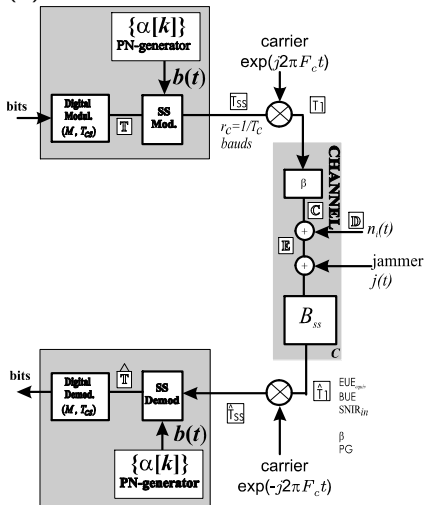 {α[k]}
PN-generator
b(t)
carrier
exp(j2πF_c t)
bits
Digital
Modul.
(M, T_cs)
T
SS
Mod.
T_SS
r_c=1/T_c
bauds
T1
CHANNEL
β
ℂ
𝔻
n_i(t)
+
𝔼
+
jammer
j(t)
B_ss
C
bits
Digital
Demod.
(M, T_cs)
T̂
SS
Demod
T̂_SS
T̂1
EUE_equiv
BUE
SNIR_in
β
PG
b(t)
{α[k]}
PN-generator
carrier
exp(-j2πF_c t)